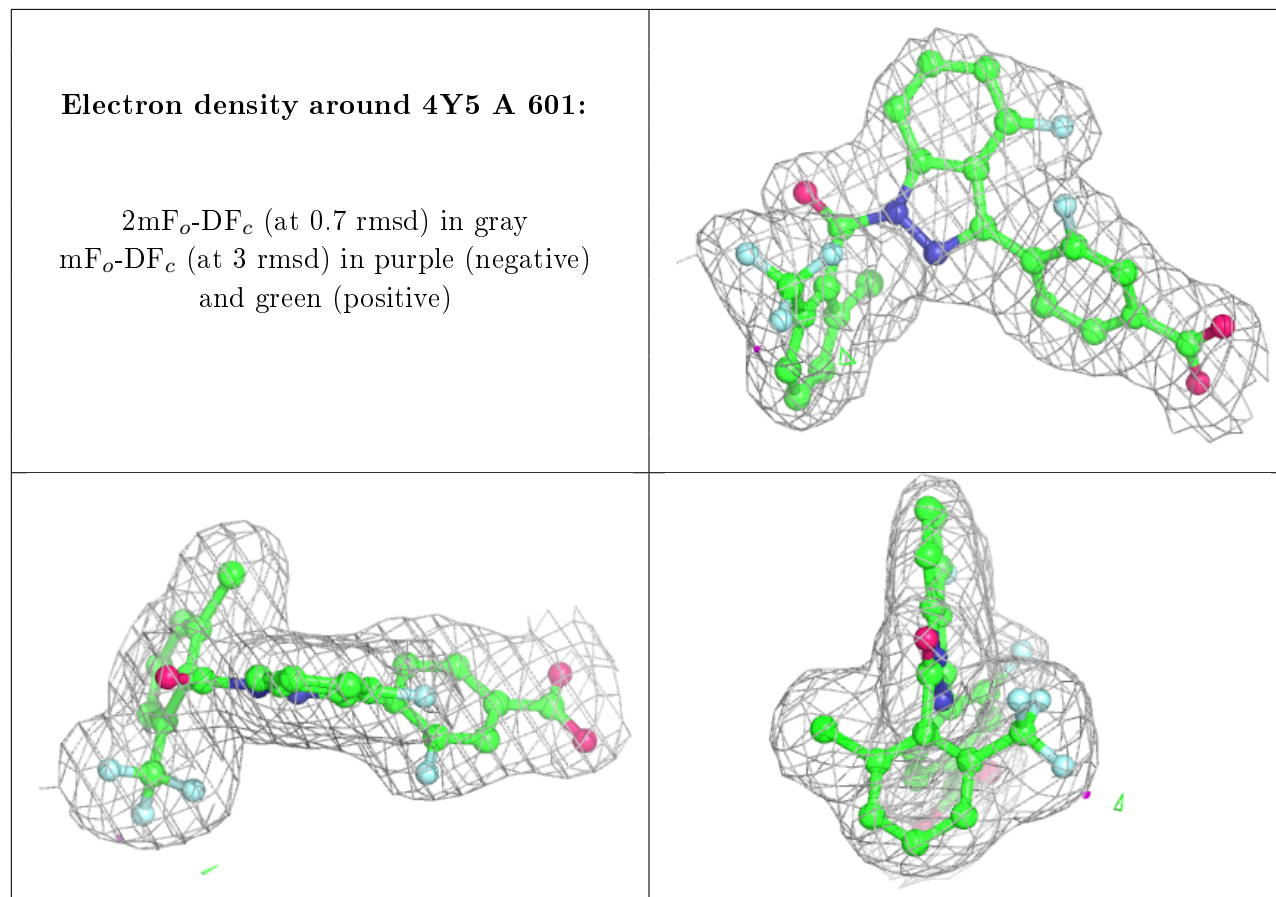 Electron density around 4Y5 A 601:
2mFo-DFc (at 0.7 rmsd) in gray
mFo-DFc (at 3 rmsd) in purple (negative)
and green (positive)